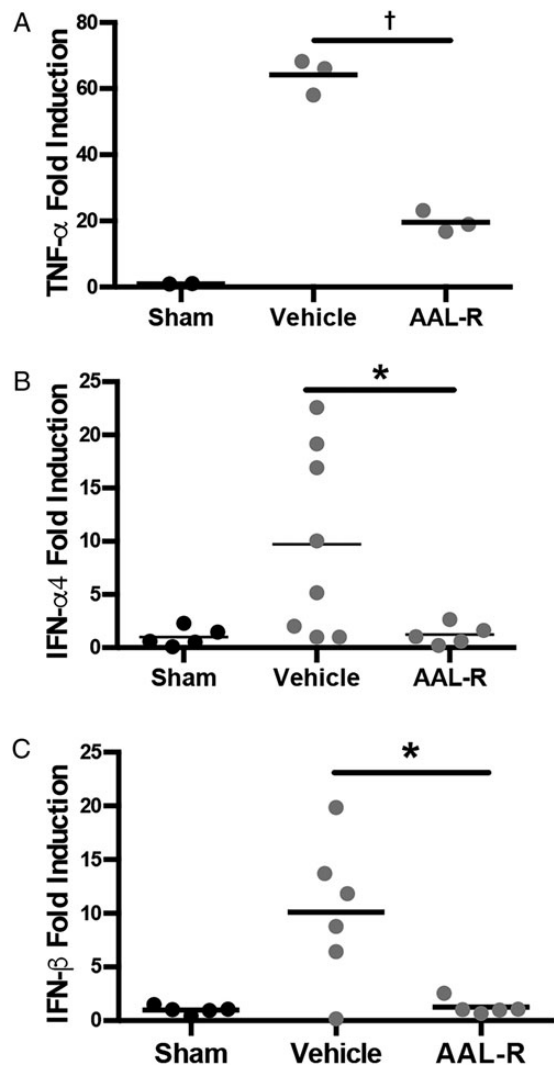 A
TNF-α Fold Induction
80
60
40
20
0
†
Sham Vehicle AAL-R
B
IFN-α4 Fold Induction
25
20
15
10
5
0
*
Sham Vehicle AAL-R
C
IFN-β Fold Induction
25
20
15
10
5
0
*
Sham Vehicle AAL-R